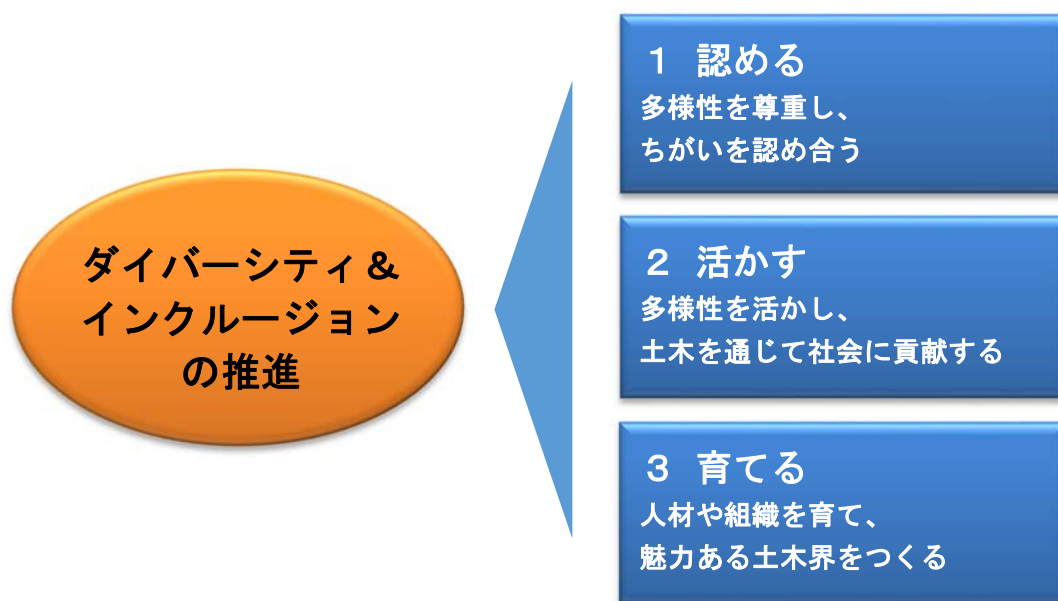 ダイバーシティ＆
インクルージョン
の推進
１　認める
多様性を尊重し、
ちがいを認め合う
２　活かす
多様性を活かし、
土木を通じて社会に貢献する
３　育てる
人材や組織を育て、
魅力ある土木界をつくる